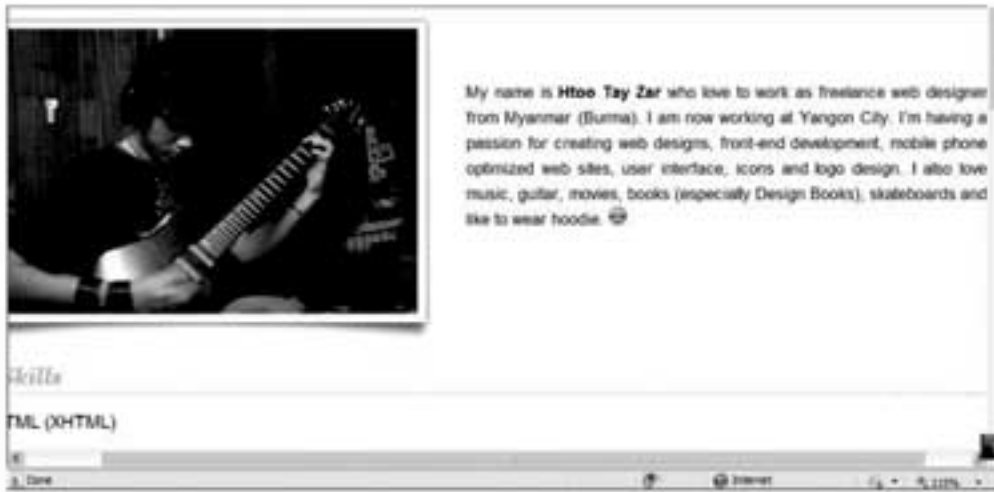 My name is Htoo Tay Zar who love to work as freelance web designer
from Myanmar (Burma). I am now working at Yangon City. I'm having a
passion for creating web designs, front-end development, mobile phone
optimized web sites, user interface, icons and logo design. I also love
music, guitar, movies, books (especially Design Books), skateboards and
like to wear hoodie.
Skills
TML (XHTML)
Done Internet